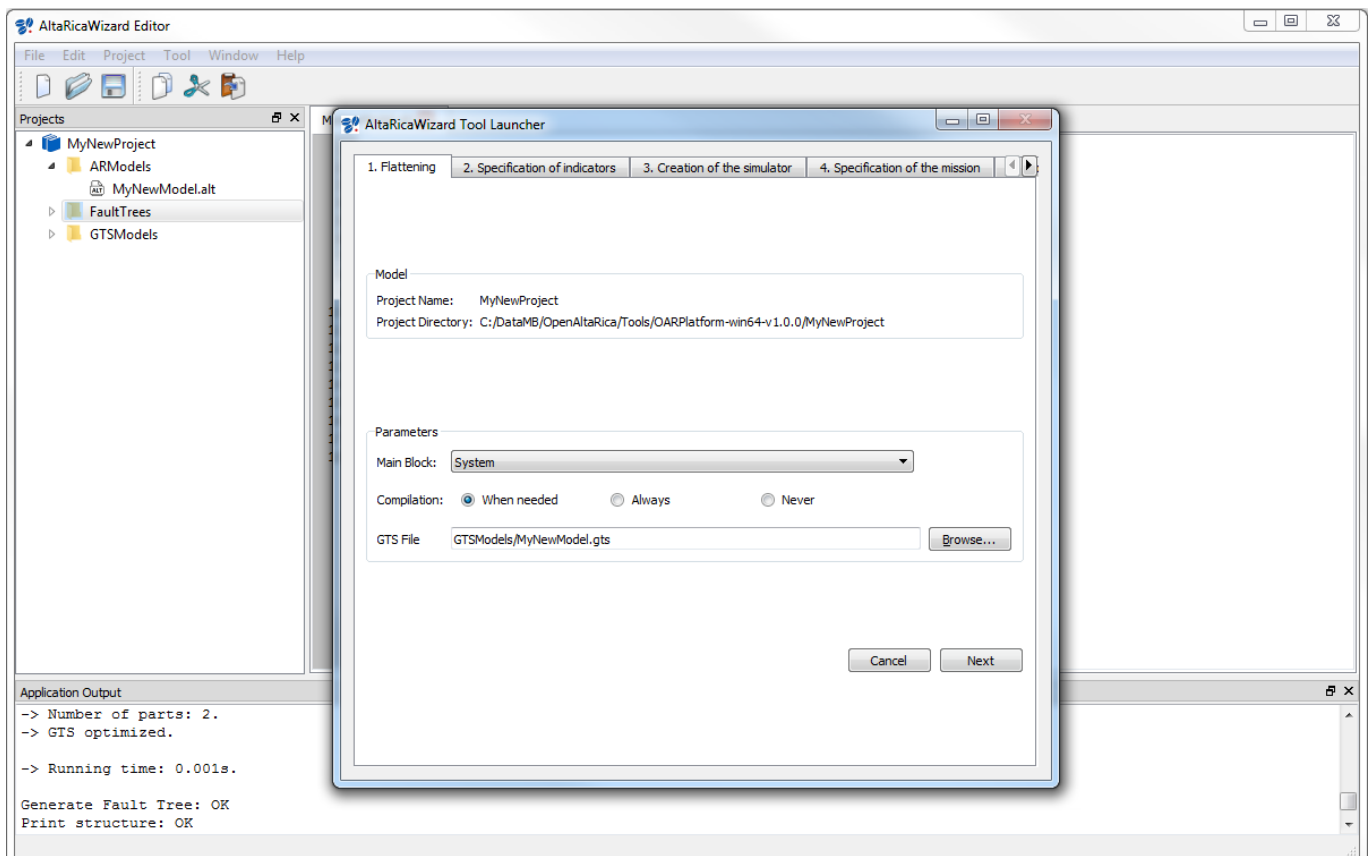 AltaRicaWizard Editor
File Edit Project Tool Window Help
Projects
MyNewProject
ARModels
ALT MyNewModel.alt
FaultTrees
GTSModels
M
AltaRicaWizard Tool Launcher
1. Flattening 2. Specification of indicators 3. Creation of the simulator 4. Specification of the mission
Model
Project Name: MyNewProject
Project Directory: C:/DataMB/OpenAltaRica/Tools/OARPlatform-win64-v1.0.0/MyNewProject
Parameters
Main Block: System
Compilation: When needed Always Never
GTS File GTSModels/MyNewModel.gts Browse...
Cancel Next
Application Output
-> Number of parts: 2.
-> GTS optimized.
-> Running time: 0.001s.
Generate Fault Tree: OK
Print structure: OK